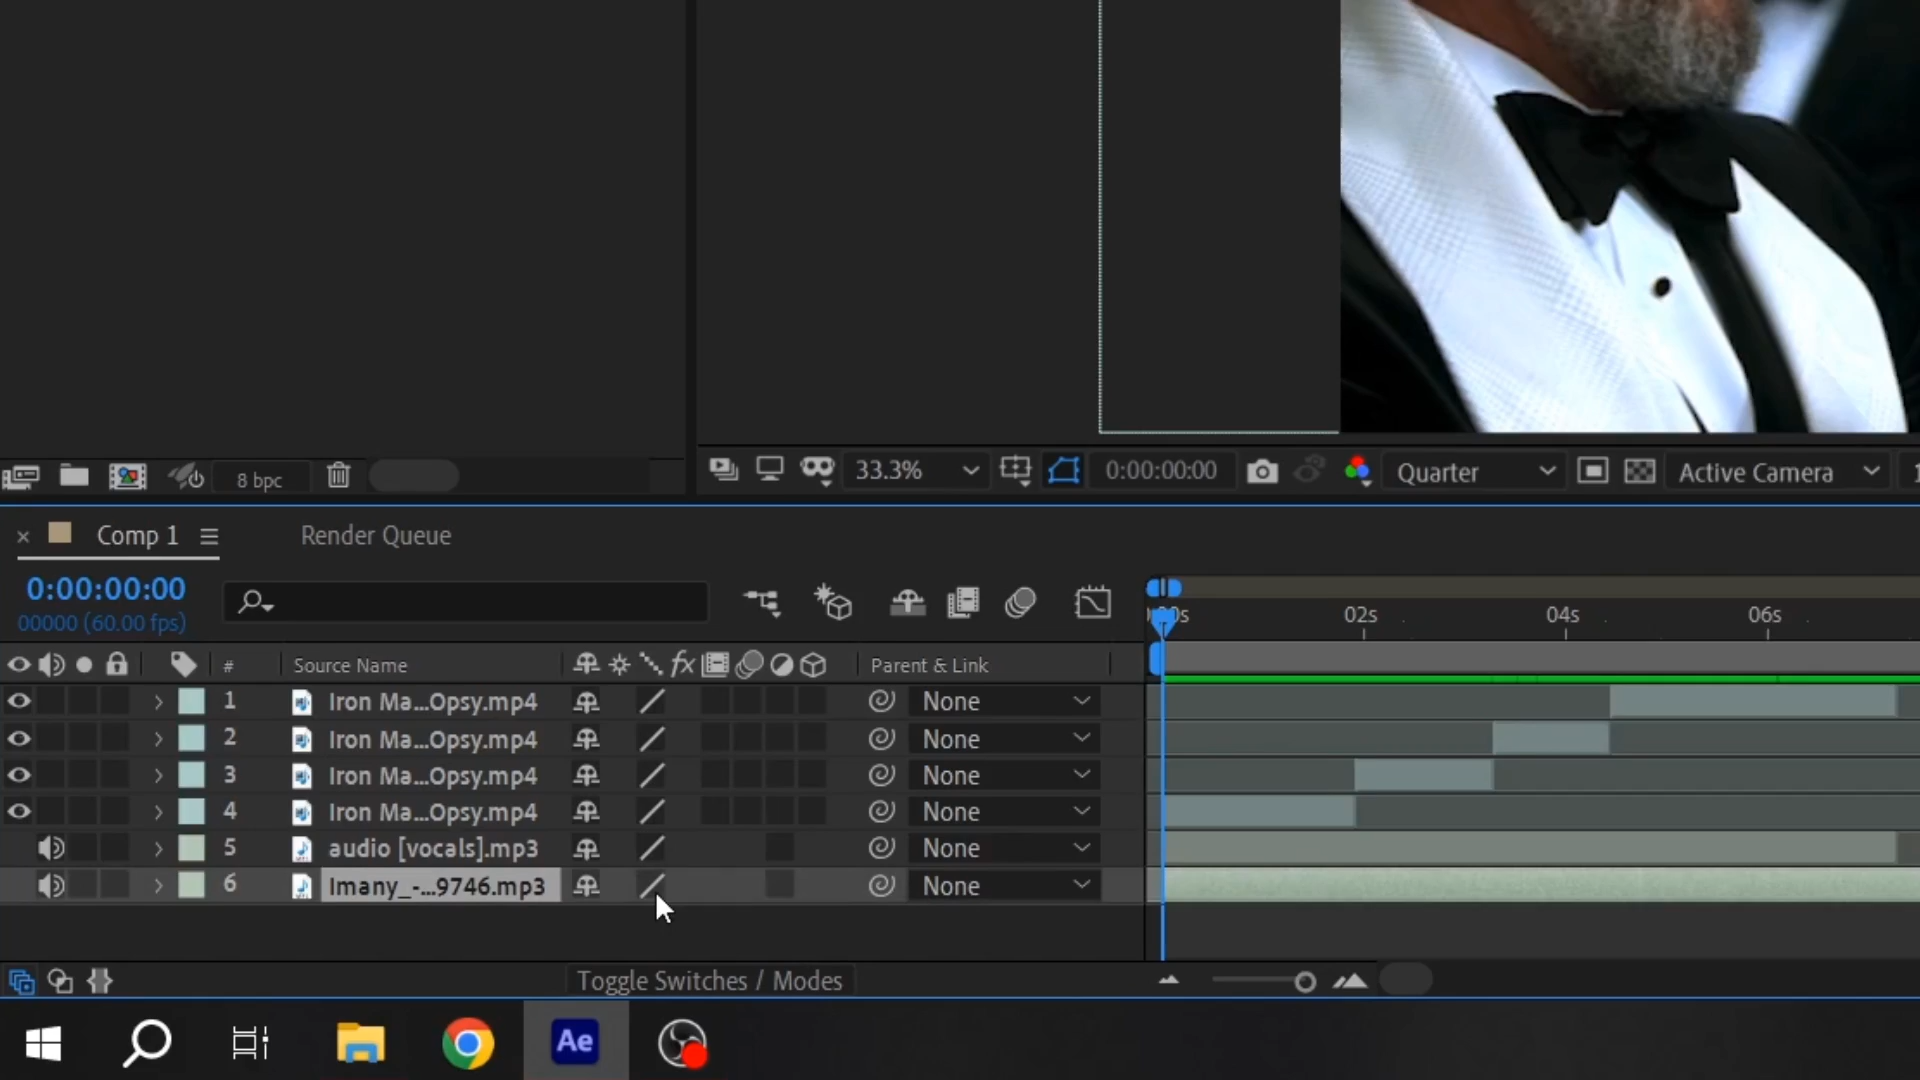 8 bpc
33.3%
0:00:00:00
Quarter
Active Camera
1
Comp 1
Render Queue
0:00:00:00
00000 (60.00 fps)
02s
04s
06s
#
Source Name
fx
Parent & Link
1 Iron Ma...Opsy.mp4 None
2 Iron Ma...Opsy.mp4 None
3 Iron Ma...Opsy.mp4 None
4 Iron Ma...Opsy.mp4 None
5 audio [vocals].mp3 None
6 Imany_-...9746.mp3 None
Toggle Switches / Modes
Ae